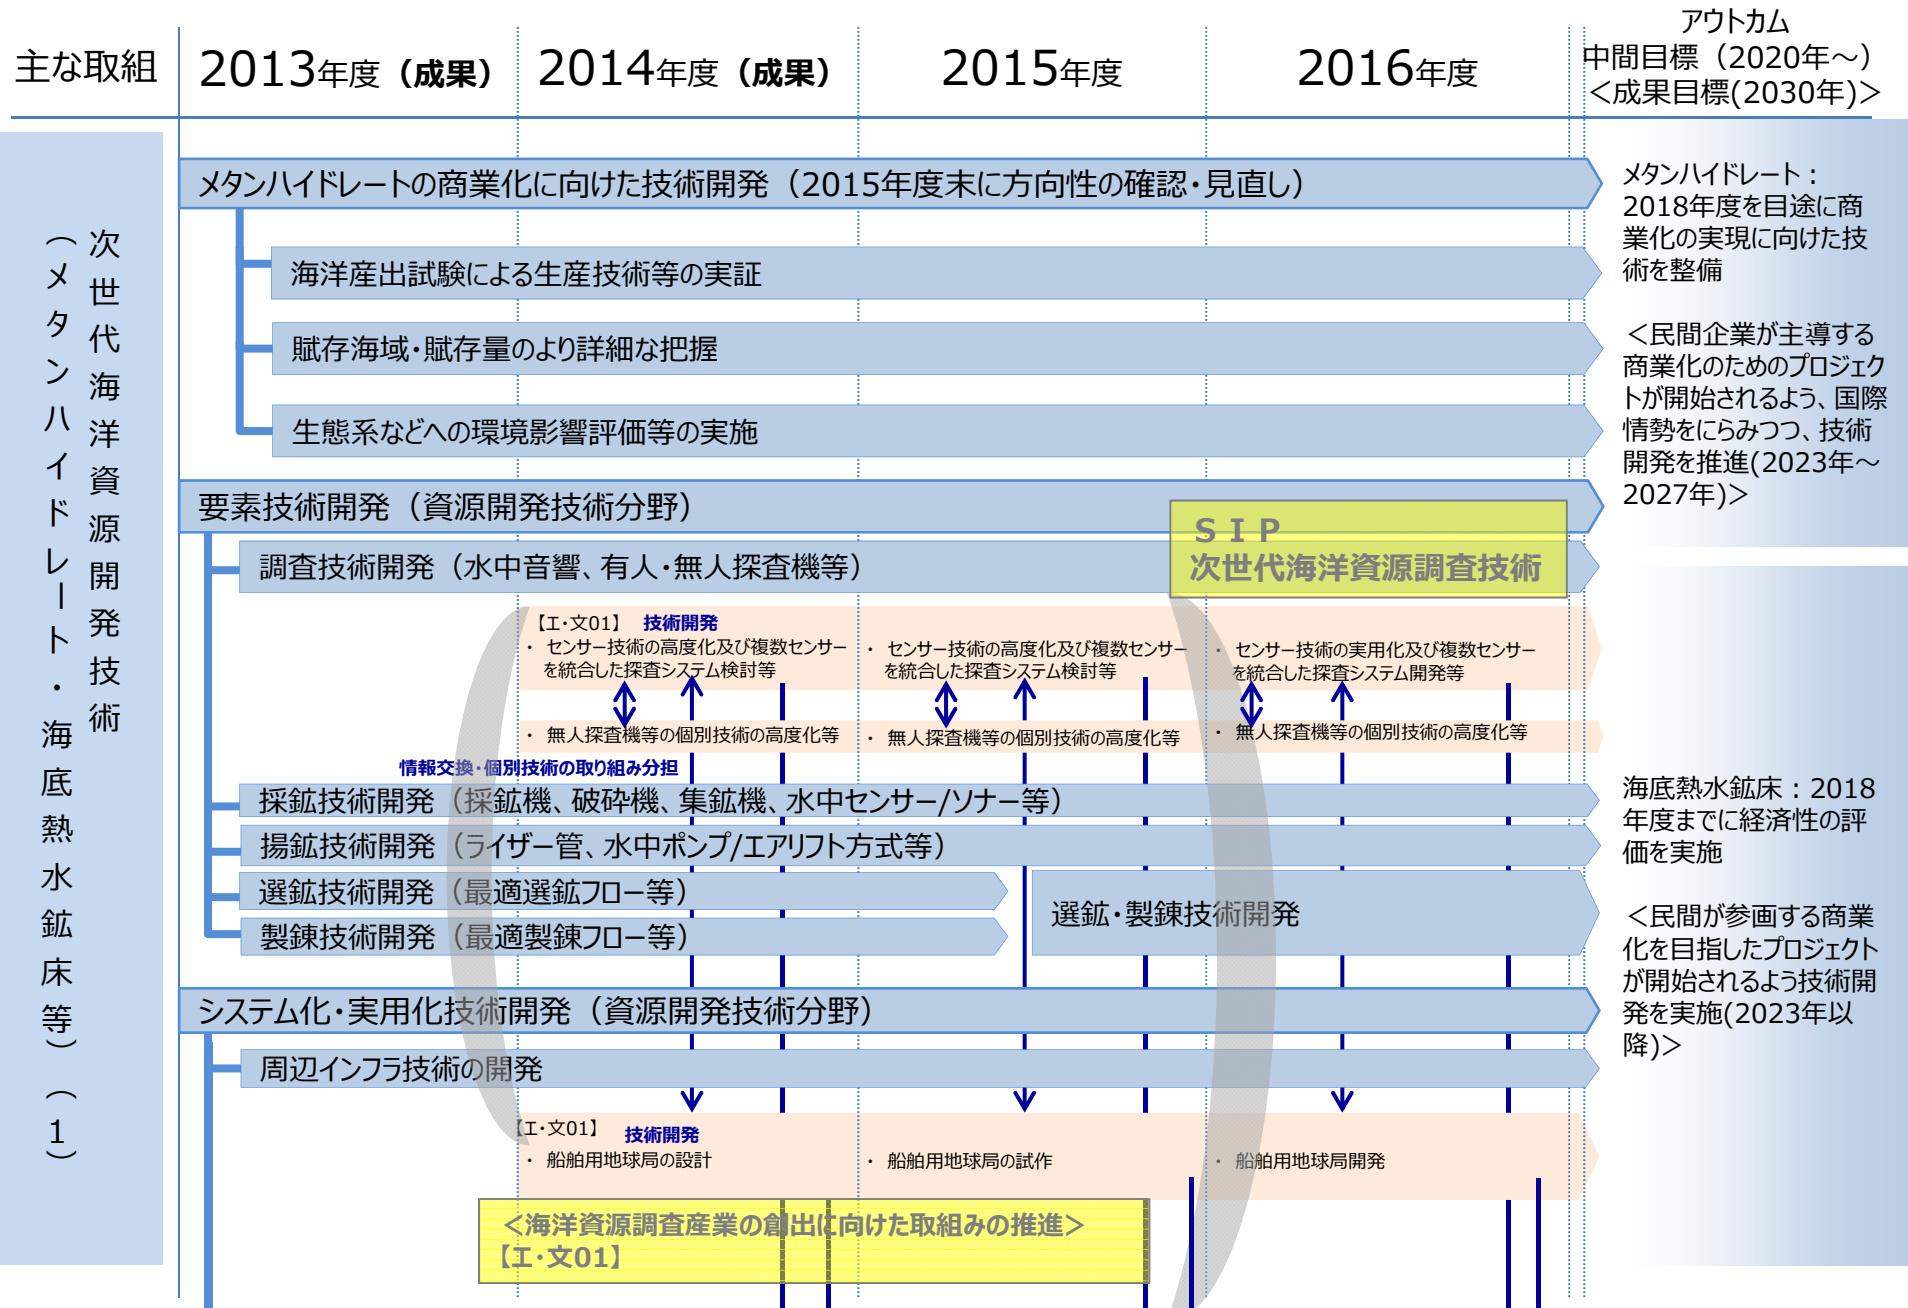 主な取組
2013年度（成果）
2014年度（成果）
2015年度
2016年度
アウトカム
中間目標（2020年～）
＜成果目標(2030年)＞
次世代海洋資源開発技術
（メタンハイドレート・海底熱水鉱床等）（1）
メタンハイドレートの商業化に向けた技術開発（2015年度末に方向性の確認・見直し）
海洋産出試験による生産技術等の実証
賦存海域・賦存量のより詳細な把握
生態系などへの環境影響評価等の実施
メタンハイドレート：
2018年度を目途に商
業化の実現に向けた技
術を整備
＜民間企業が主導する
商業化のためのプロジェク
トが開始されるよう、国際
情勢をにらみつつ、技術
開発を推進(2023年～
2027年)＞
要素技術開発（資源開発技術分野）
ＳＩＰ
次世代海洋資源調査技術
調査技術開発（水中音響、有人・無人探査機等）
【エ・文01】 技術開発
・ センサー技術の高度化及び複数センサー
を統合した探査システム検討等
・ センサー技術の高度化及び複数センサー
を統合した探査システム検討等
・ センサー技術の実用化及び複数センサー
を統合した探査システム開発等
・ 無人探査機等の個別技術の高度化等
・ 無人探査機等の個別技術の高度化等
・ 無人探査機等の個別技術の高度化等
情報交換・個別技術の取り組み分担
採鉱技術開発（採鉱機、破砕機、集鉱機、水中センサー/ソナー等）
揚鉱技術開発（ライザー管、水中ポンプ/エアリフト方式等）
選鉱技術開発（最適選鉱フロー等）
製錬技術開発（最適製錬フロー等）
選鉱・製錬技術開発
海底熱水鉱床：2018
年度までに経済性の評
価を実施
＜民間が参画する商業
化を目指したプロジェクト
が開始されるよう技術開
発を実施(2023年以
降)＞
システム化・実用化技術開発（資源開発技術分野）
周辺インフラ技術の開発
【エ・文01】 技術開発
・ 船舶用地球局の設計
・ 船舶用地球局の試作
・ 船舶用地球局開発
＜海洋資源調査産業の創出に向けた取組みの推進＞
【エ・文01】